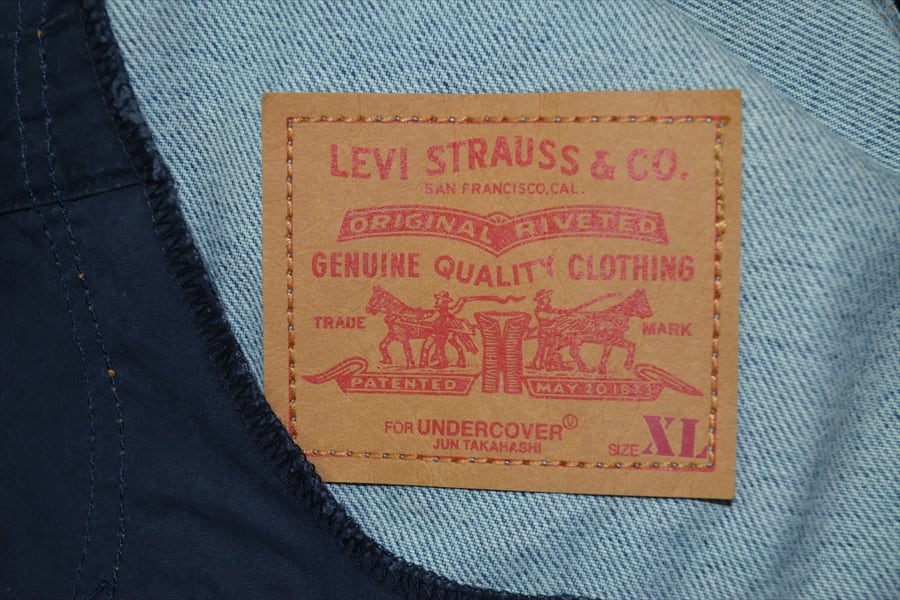 LEVI STRAUSS & CO.
SAN FRANCISCO, CAL.
ORIGINAL RIVETED
GENUINE QUALITY CLOTHING
TRADE MARK
PATENTED MAY 20 1873
FOR UNDERCOVER Ⓤ
JUN TAKAHASHI
SIZE XL